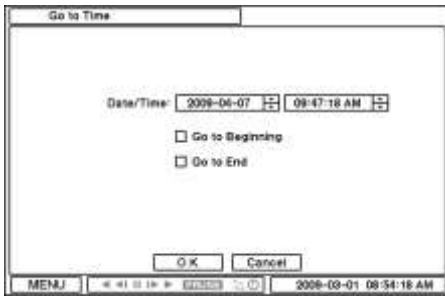 Go to Time
Date/Time: 2009-04-07 09:47:18 AM
Go to Beginning
Go to End
OK Cancel
MENU 2009-03-01 08:54:18 AM